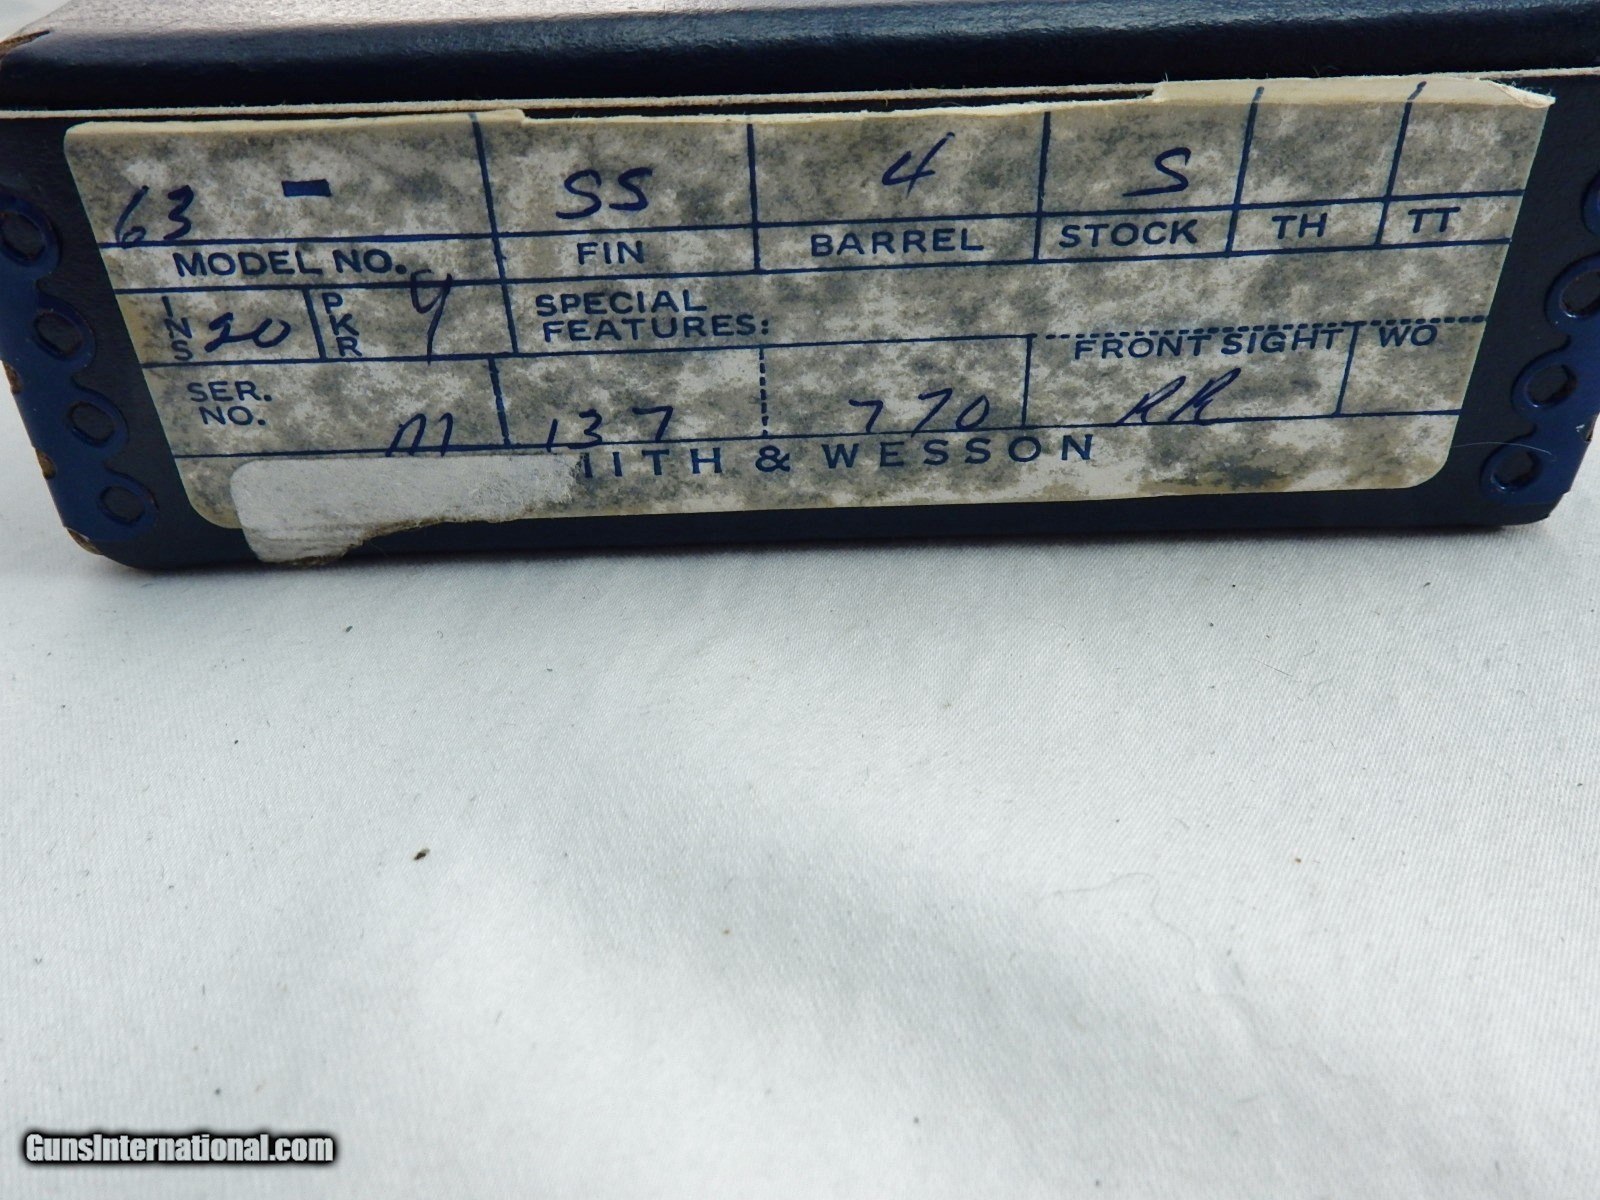 63 - SS 4 S
MODEL NO. FIN BARREL STOCK TH TT
INS 20 PKR SPECIAL
FEATURES:
FRONT SIGHT WO
SER.
NO. M 137 770 RR
IITH & WESSON
GunsInternational.com